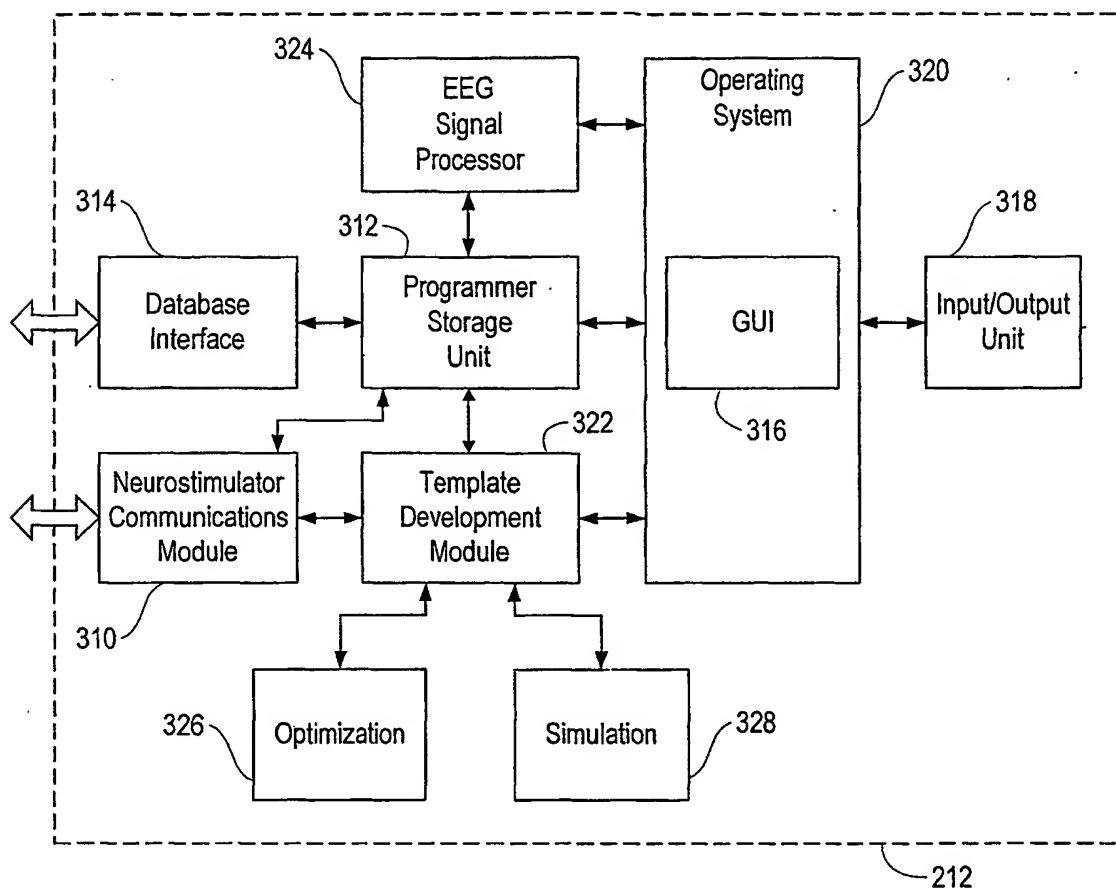 324
EEG
Signal
Processor
Operating
System
320
314
Database
Interface
312
Programmer
Storage
Unit
GUI
316
318
Input/Output
Unit
Neurostimulator
Communications
Module
310
322
Template
Development
Module
326
Optimization
Simulation
328
212